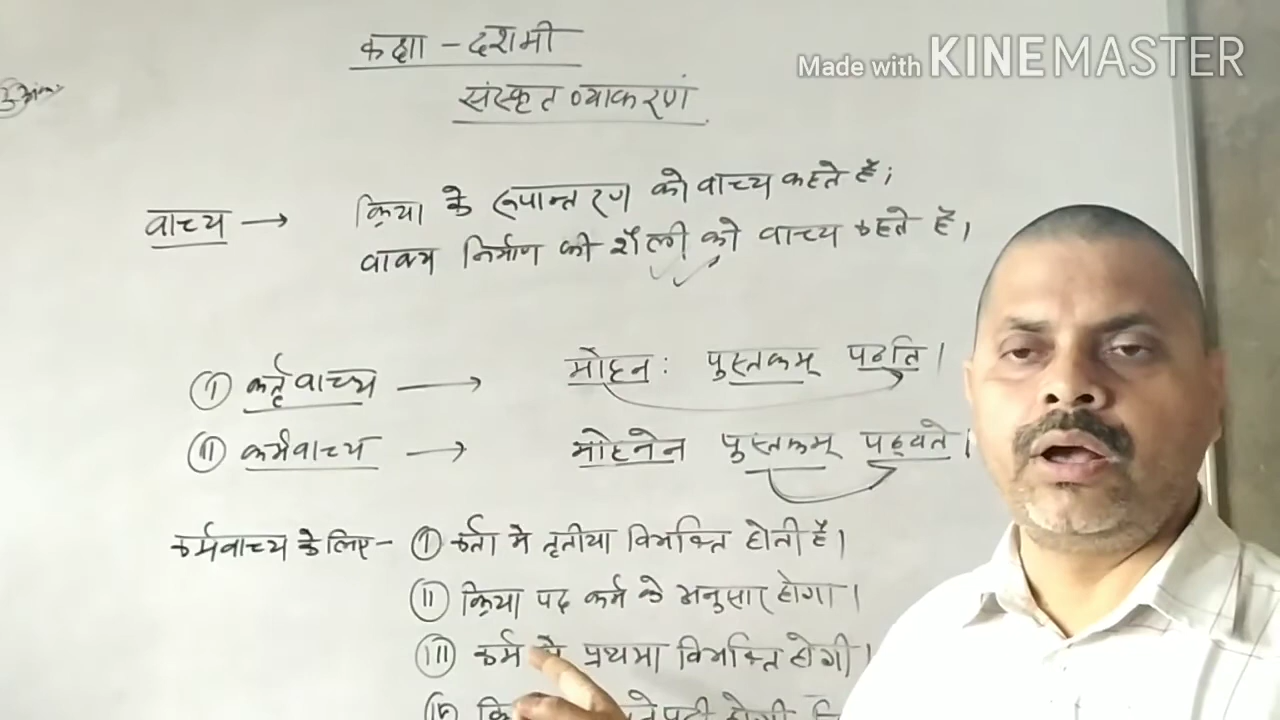 Made with KINEMASTER
कक्षा - दशमी
संस्कृत व्याकरणं
वाच्य → क्रिया के रूपान्तरण को वाच्य कहते हैं;
वाक्य निर्माण की शैली को वाच्य कहते हैं।
(I) कर्तृवाच्य → मोहन: पुस्तकम् पठति।
(II) कर्मवाच्य → मोहनेन पुस्तकम् पठ्यते।
कर्मवाच्य के लिए - (I) कर्ता मे तृतीया विभक्ति होती है।
(II) क्रिया पद कर्म के अनुसार होगा।
(III) कर्म मे प्रथमा विभक्ति होगी।